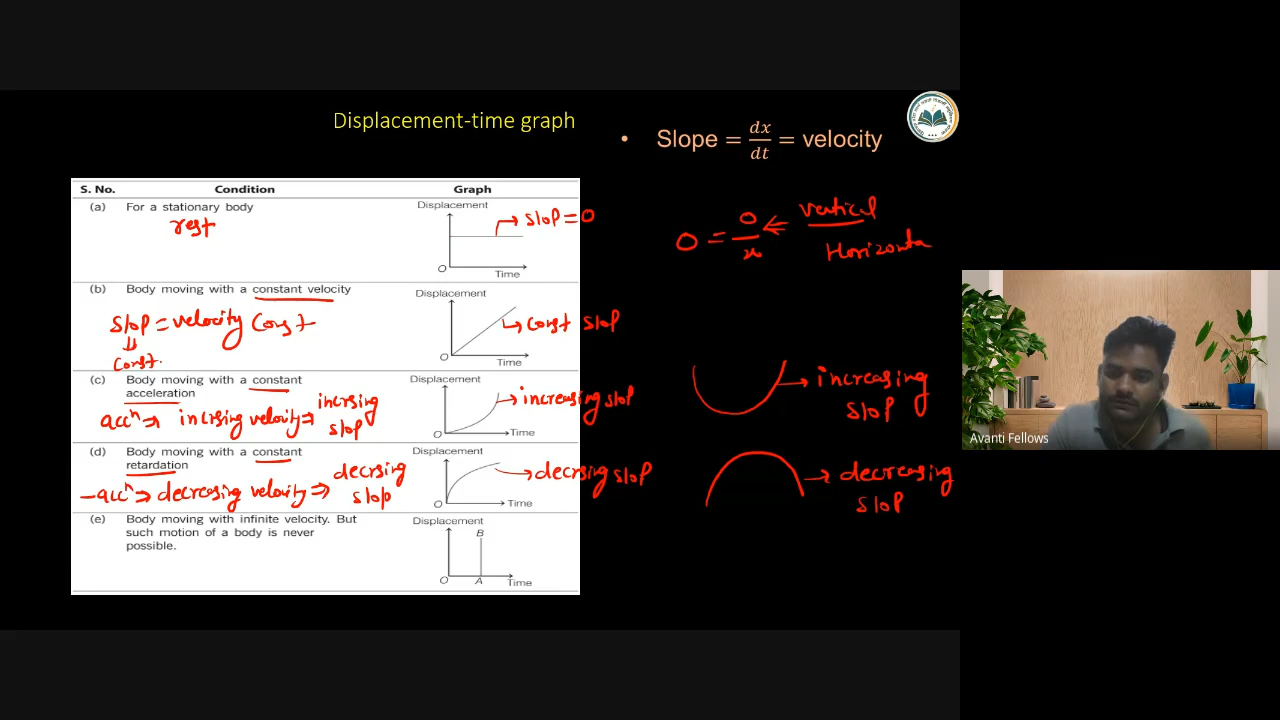 Displacement-time graph
• Slope = dx/dt = velocity
S. No. Condition Graph
(a) For a stationary body
rest
Displacement
slop = 0
O
Time
0 = 0/x
vertical
Horizonta
(b) Body moving with a constant velocity
slop = velocity Const
⇓
Const.
Displacement
Const slop
O
Time
(c) Body moving with a constant
acceleration
accⁿ ⇒ incrsing velocity ⇒ incrsing
slop
Displacement
increasing slop
O
Time
increasing
slop
(d) Body moving with a constant
retardation
-accⁿ ⇒ decreasing velocity ⇒ decrsing
slop
Displacement
decrsing slop
O
Time
decreasing
slop
(e) Body moving with infinite velocity. But
such motion of a body is never
possible.
Displacement
B
O
A
Time
Avanti Fellows